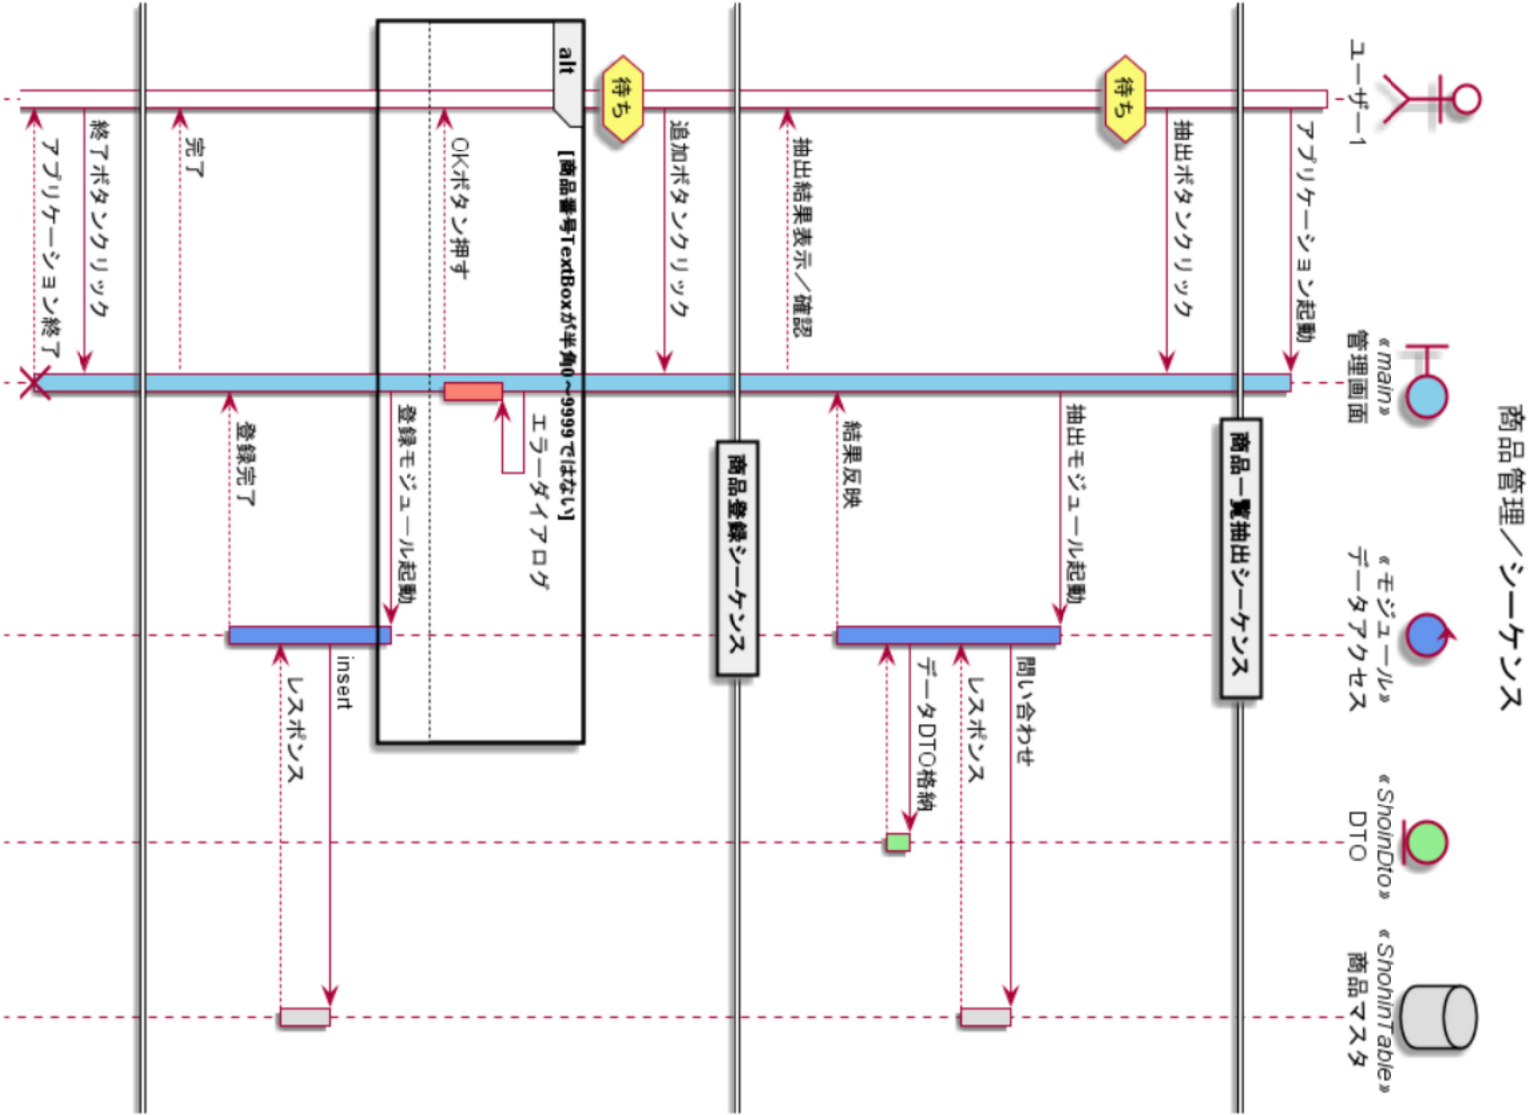 商品管理／シーケンス
ユーザー1
«main»
管理画面
«モジュール»
データアクセス
«ShoinDto»
DTO
«ShohinTable»
商品マスタ
アプリケーション起動
商品一覧抽出シーケンス
抽出ボタンクリック
待ち
抽出モジュール起動
問い合わせ
レスポンス
データDTO格納
結果反映
抽出結果表示／確認
商品登録シーケンス
追加ボタンクリック
待ち
alt
[商品番号TextBoxが半角0～9999ではない]
エラーダイアログ
OKボタン押す
登録モジュール起動
insert
レスポンス
登録完了
完了
終了ボタンクリック
アプリケーション終了